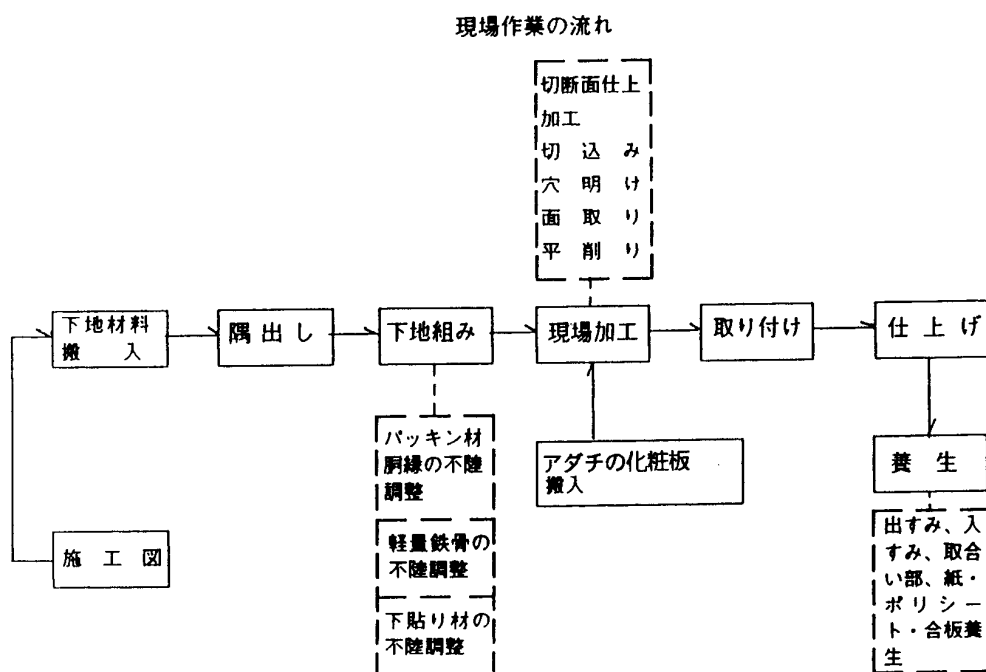 現場作業の流れ
切断面仕上
加工
切込み
穴明け
面取り
平削り
下地材料
搬入
隅出し
下地組み
現場加工
取り付け
仕上げ
パッキン材
胴縁の不陸
調整
アダチの化粧板
搬入
養生
施工図
軽量鉄骨の
不陸調整
下貼り材の
不陸調整
出すみ、入
すみ、取合
い部、紙・
ポリシー
ト・合板養
生